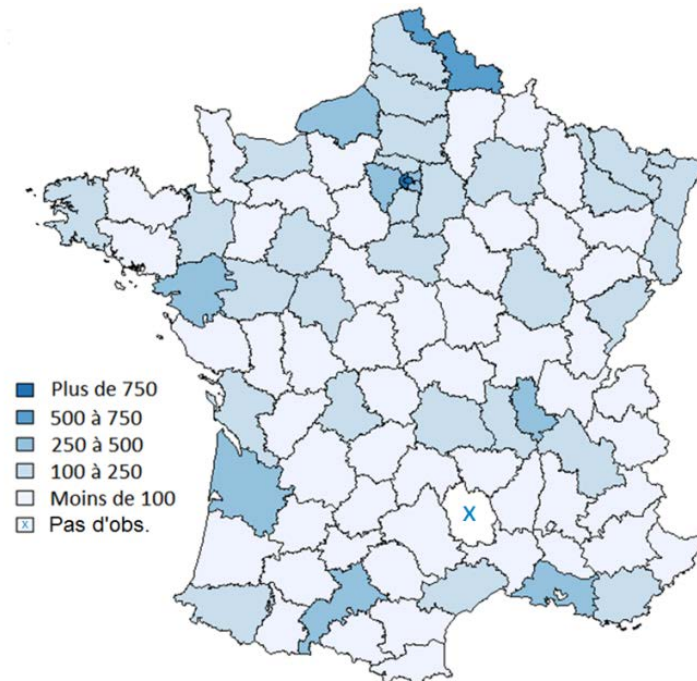 X
Plus de 750
500 à 750
250 à 500
100 à 250
Moins de 100
x Pas d'obs.